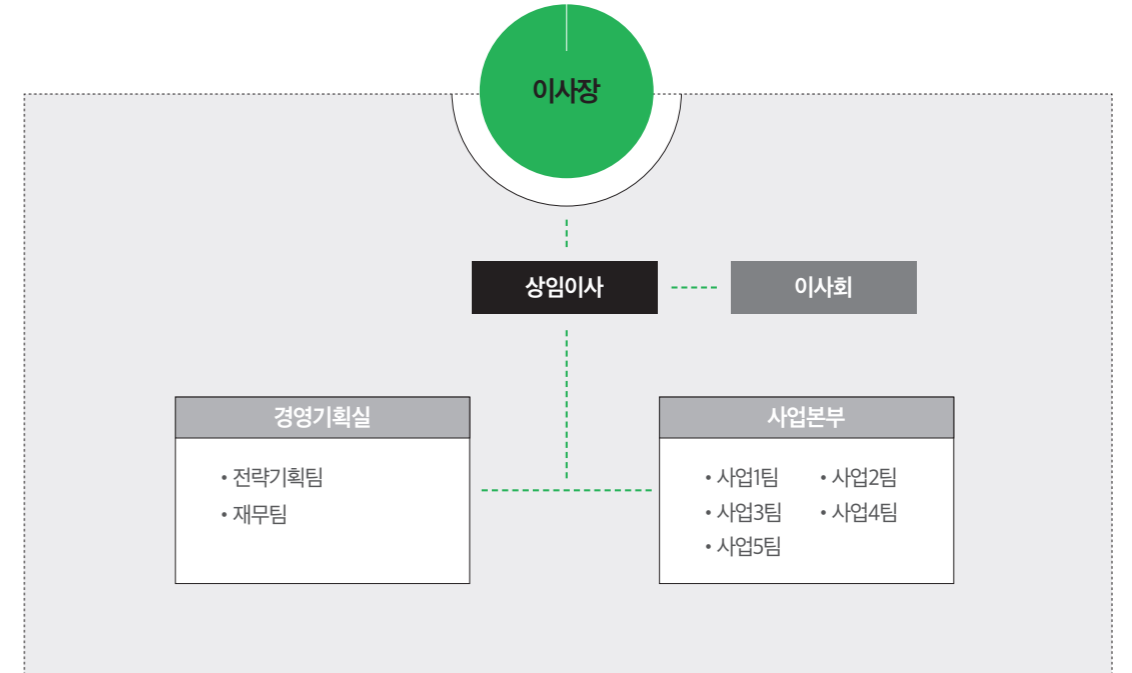 이사장
상임이사
이사회
경영기획실
• 전략기획팀
• 재무팀
사업본부
• 사업1팀 • 사업2팀
• 사업3팀 • 사업4팀
• 사업5팀